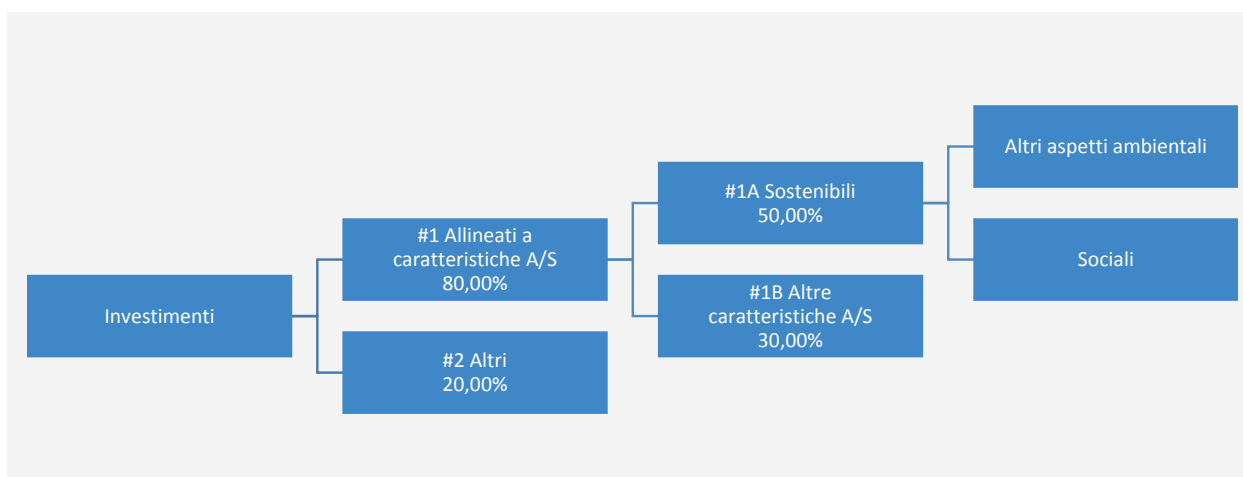 Investimenti
#1 Allineati a
caratteristiche A/S
80,00%
#2 Altri
20,00%
#1A Sostenibili
50,00%
#1B Altre
caratteristiche A/S
30,00%
Altri aspetti ambientali
Sociali